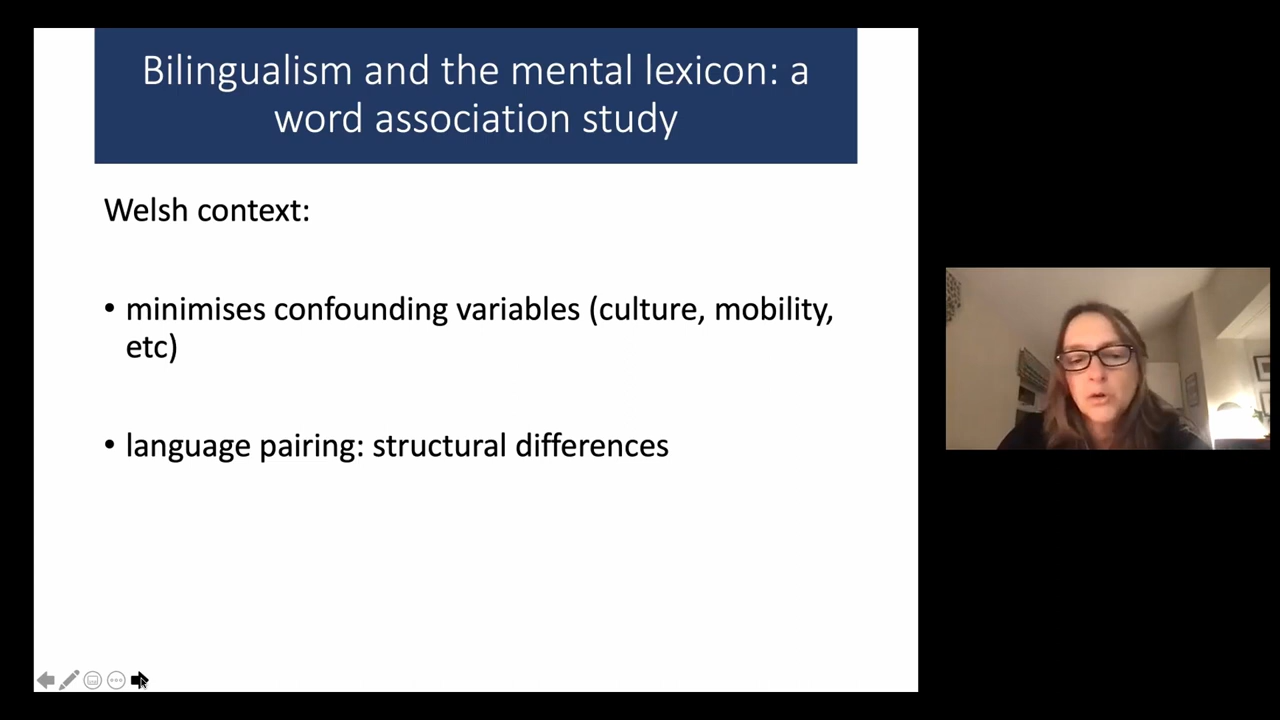 Bilingualism and the mental lexicon: a
word association study
Welsh context:
• minimises confounding variables (culture, mobility,
etc)
• language pairing: structural differences